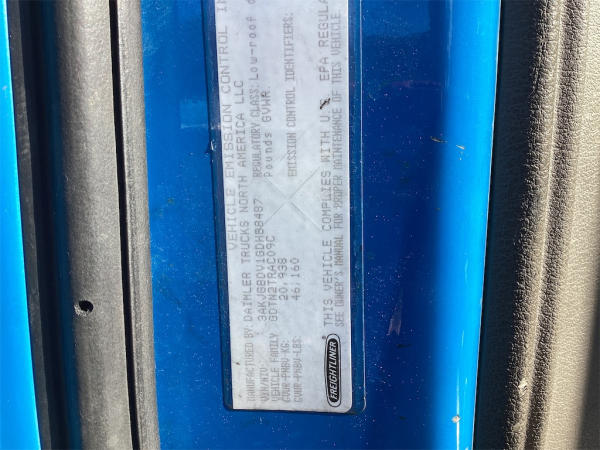 VEHICLE EMISSION CONTROL IN
MANUFACTURED BY: DAIMLER TRUCKS NORTH AMERICA LLC
VIN/NIV: 3AKJGBDV1GDHB8487 REGULATORY CLASS: Low-roof
VEHICLE FAMILY GDTN2TRAC09C Pounds GVWR.
GVWR-PNBV-KG: 20,938
GVWR-PNBV-LBS: 46,160 EMISSION CONTROL IDENTIFIERS:
THIS VEHICLE COMPLIES WITH U. EPA REGULA
SEE OWNER'S MANUAL FOR PROPER MAINTENANCE OF THIS VEHICLE
FREIGHTLINER